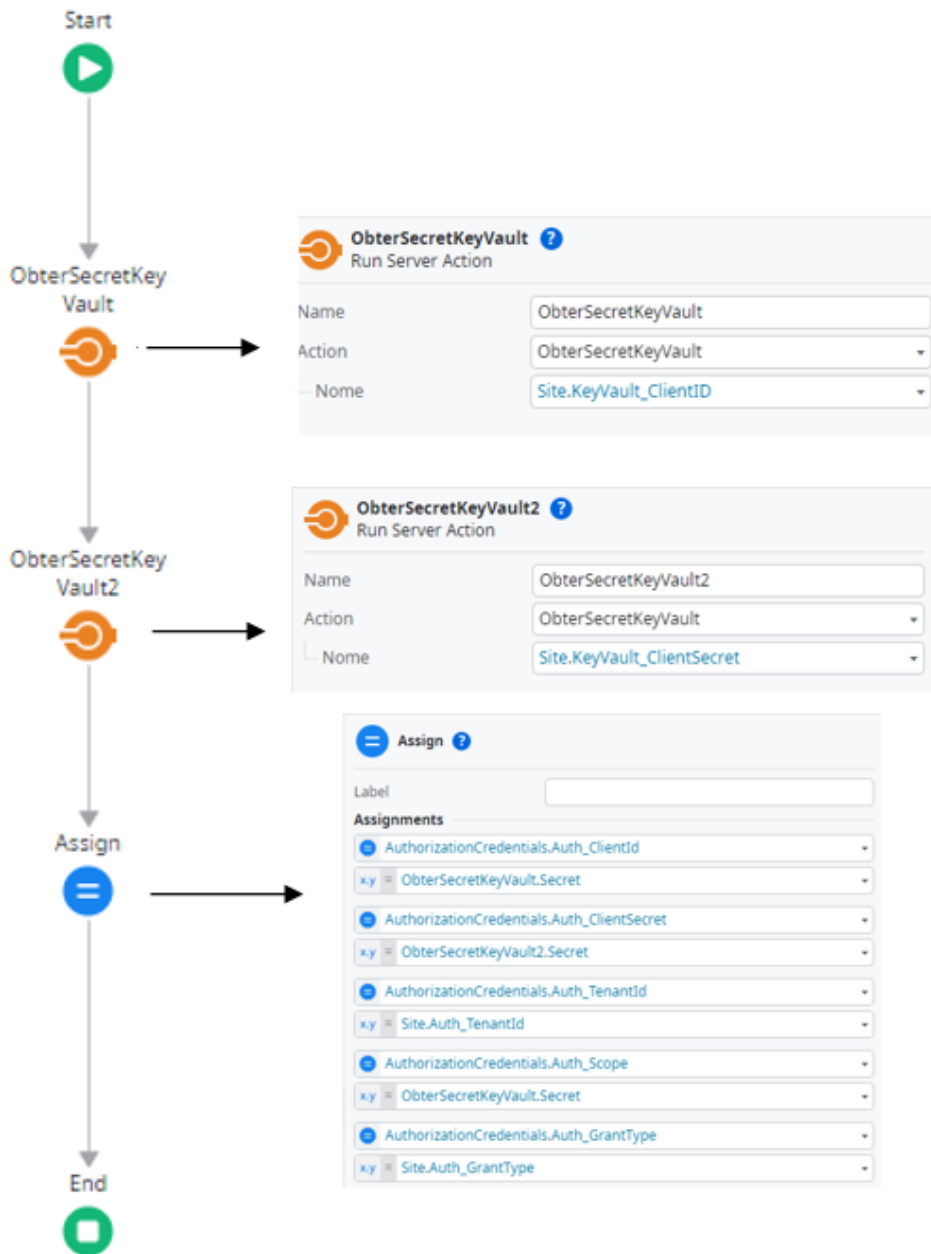 Start
ObterSecretKey
Vault
ObterSecretKeyVault ?
Run Server Action
Name ObterSecretKeyVault
Action ObterSecretKeyVault
Nome Site.KeyVault_ClientID
ObterSecretKey
Vault2
ObterSecretKeyVault2 ?
Run Server Action
Name ObterSecretKeyVault2
Action ObterSecretKeyVault
Nome Site.KeyVault_ClientSecret
Assign
= Assign ?
Label
Assignments
= AuthorizationCredentials.Auth_ClientId
x.y = ObterSecretKeyVault.Secret
= AuthorizationCredentials.Auth_ClientSecret
x.y = ObterSecretKeyVault2.Secret
= AuthorizationCredentials.Auth_TenantId
x.y = Site.Auth_TenantId
= AuthorizationCredentials.Auth_Scope
x.y = ObterSecretKeyVault.Secret
= AuthorizationCredentials.Auth_GrantType
x.y = Site.Auth_GrantType
End